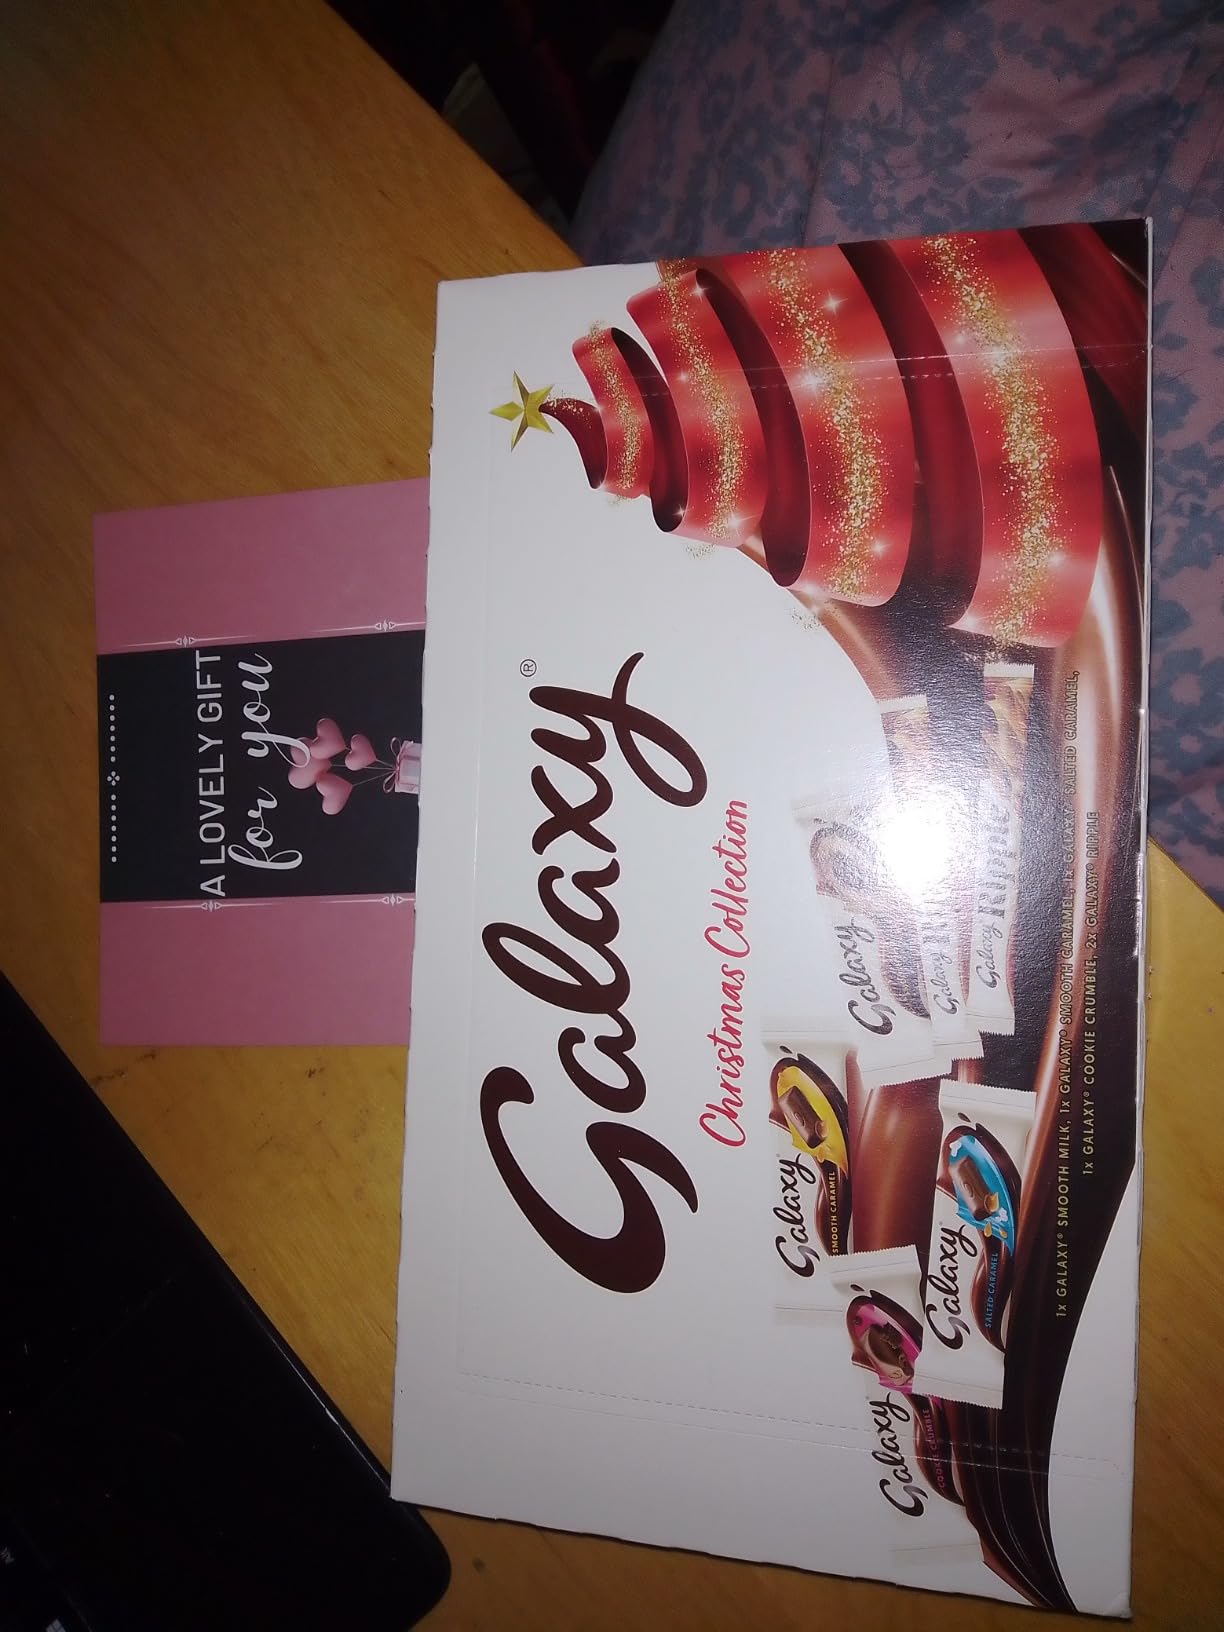 A LOVELY GIFT
for you
Galaxy®
Christmas Collection
Galaxy
Galaxy
Galaxy Ripple
Galaxy
SMOOTH CARAMEL
Galaxy
SALTED CARAMEL
Galaxy
COOKIE CRUMBLE
1x GALAXY® SMOOTH MILK, 1x GALAXY® SMOOTH CARAMEL, 1x GALAXY® SALTED CARAMEL,
1x GALAXY® COOKIE CRUMBLE, 2x GALAXY® RIPPLE
Alt